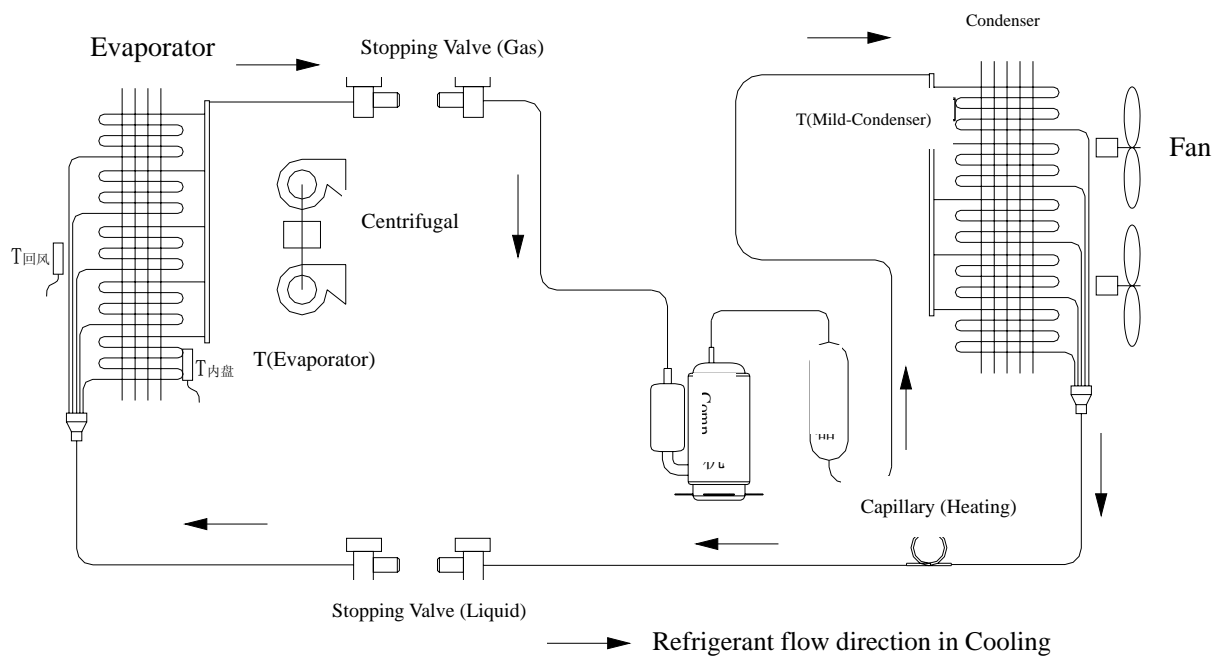 Condenser
Evaporator
Stopping Valve (Gas)
T(Mild-Condenser)
Fan
Centrifugal
T回风
T(Evaporator)
T内盘
Comp
Capillary (Heating)
Stopping Valve (Liquid)
Refrigerant flow direction in Cooling